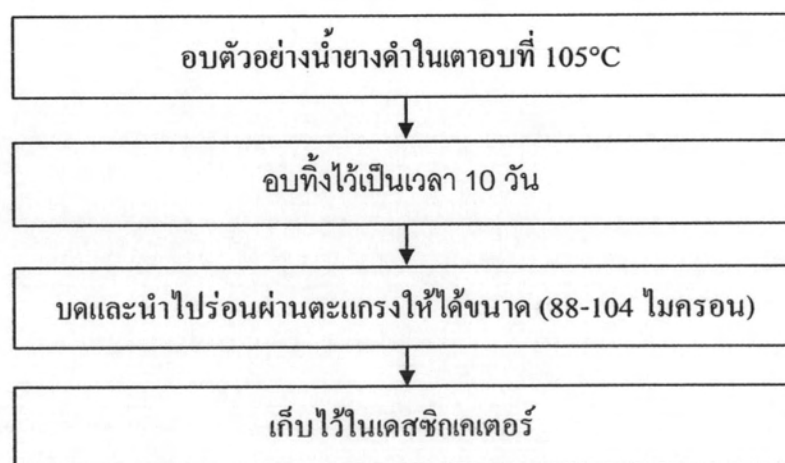 อบตัวอย่างน้ำยางดำในเตาอบที่ 105°C
อบทิ้งไว้เป็นเวลา 10 วัน
บดและนำไปร่อนผ่านตะแกรงให้ได้ขนาด (88-104 ไมครอน)
เก็บไว้ในเดสซิกเคเตอร์